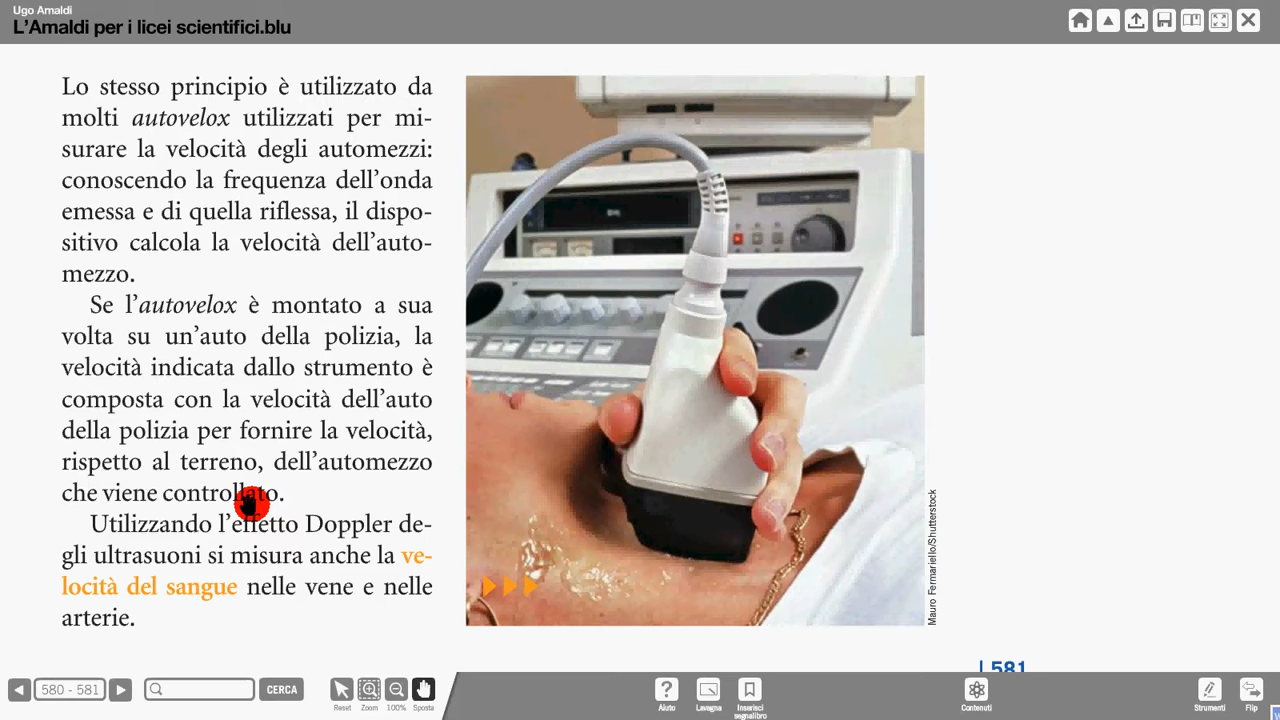 Ugo Amaldi
L'Amaldi per i licei scientifici.blu
Lo stesso principio è utilizzato da
molti autovelox utilizzati per mi-
surare la velocità degli automezzi:
conoscendo la frequenza dell'onda
emessa e di quella riflessa, il dispo-
sitivo calcola la velocità dell'auto-
mezzo.
Se l'autovelox è montato a sua
volta su un'auto della polizia, la
velocità indicata dallo strumento è
composta con la velocità dell'auto
della polizia per fornire la velocità,
rispetto al terreno, dell'automezzo
che viene controllato.
Utilizzando l'effetto Doppler de-
gli ultrasuoni si misura anche la ve-
locità del sangue nelle vene e nelle
arterie.
Mauro Fermariello/Shutterstock
581
580 - 581
CERCA
Reset
Zoom
100%
Sposta
Aiuto
Lavagna
Inserisci
segnalibro
Contenuti
Strumenti
Flip